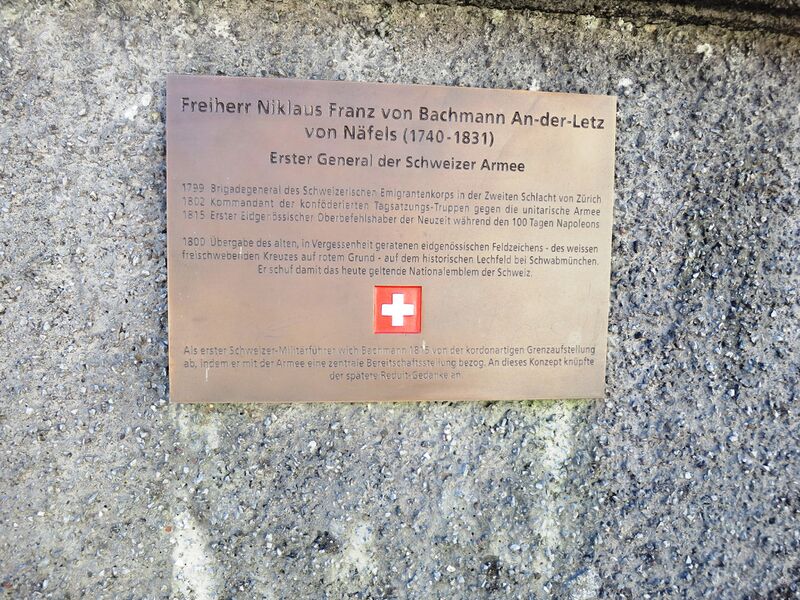 Freiherr Niklaus Franz von Bachmann An-der-Letz
von Näfels (1740-1831)
Erster General der Schweizer Armee
1799 Brigadegeneral des Schweizerischen Emigrantenkorps in der Zweiten Schlacht von Zürich
1802 Kommandant der konföderierten Tagsatzungs-Truppen gegen die unitarische Armee
1815 Erster Eidgenössischer Oberbefehlshaber der Neuzeit während den 100 Tagen Napoleons
1800 Übergabe des alten, in Vergessenheit geratenen eidgenössischen Feldzeichens - des weissen
freischwebenden Kreuzes auf rotem Grund - auf dem historischen Lechfeld bei Schwabmünchen.
Er schuf damit das heute geltende Nationalemblem der Schweiz.
Als erster Schweizer-Militärführer wich Bachmann 1815 von der kordonartigen Grenzaufstellung
ab, indem er mit der Armee eine zentrale Bereitschaftsstellung bezog. An dieses Konzept knüpfte
der spätere Reduit-Gedanke an.